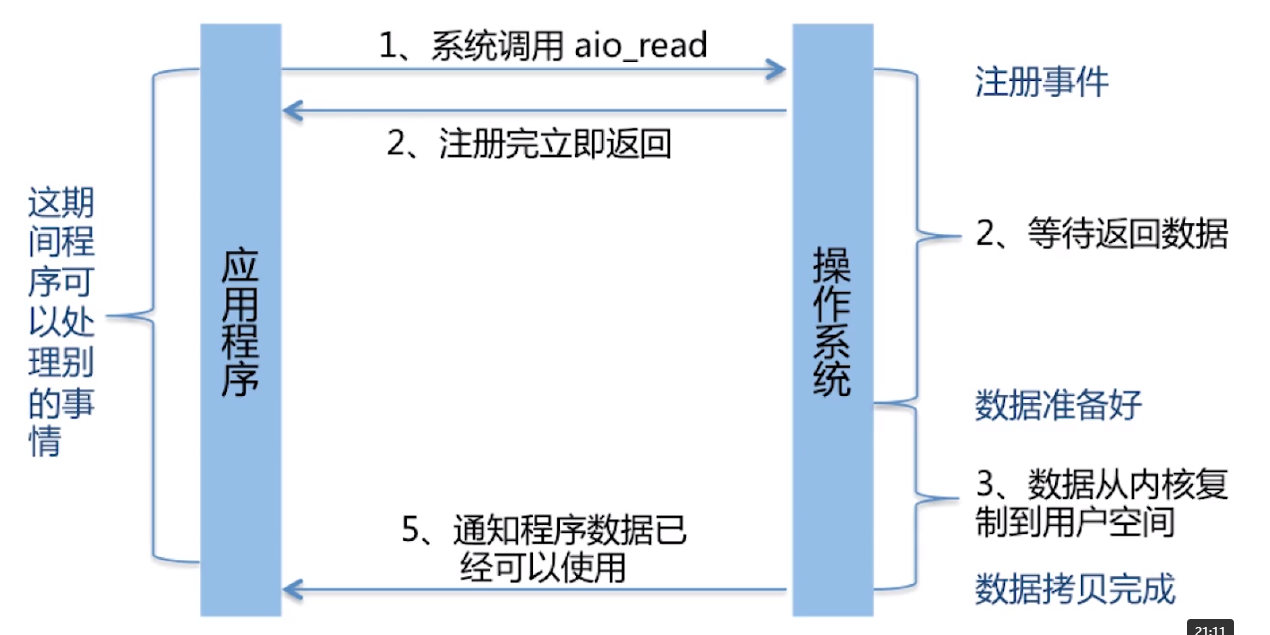 1、系统调用 aio_read
注册事件
2、注册完立即返回
这期
间程
序可
以处
理别
的事
情
应用程序
操作系统
2、等待返回数据
数据准备好
3、数据从内核复
制到用户空间
5、通知程序数据已
经可以使用
数据拷贝完成
21:11